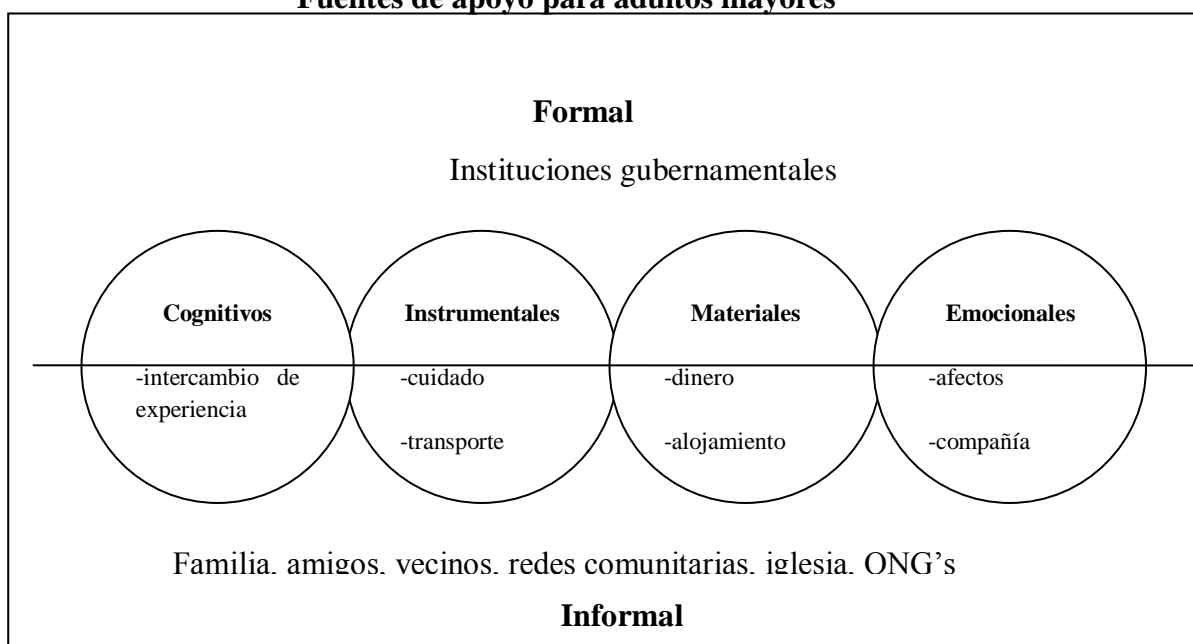 Fuentes de apoyo para adultos mayores
Formal
Instituciones gubernamentales
Cognitivos
-intercambio de
experiencia
Instrumentales
-cuidado
-transporte
Materiales
-dinero
-alojamiento
Emocionales
-afectos
-compañía
Familia, amigos, vecinos, redes comunitarias, iglesia, ONG’s
Informal